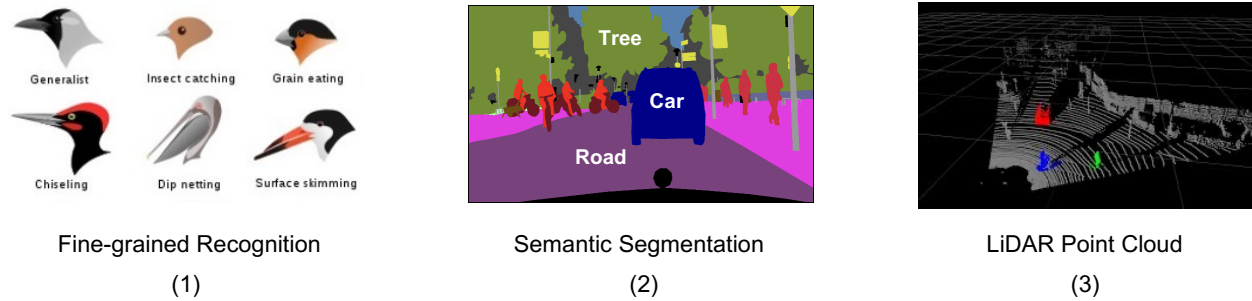 Generalist
Insect catching
Grain eating
Chiseling
Dip netting
Surface skimming
Tree
Car
Road
Fine-grained Recognition
Semantic Segmentation
LiDAR Point Cloud
(1)
(2)
(3)